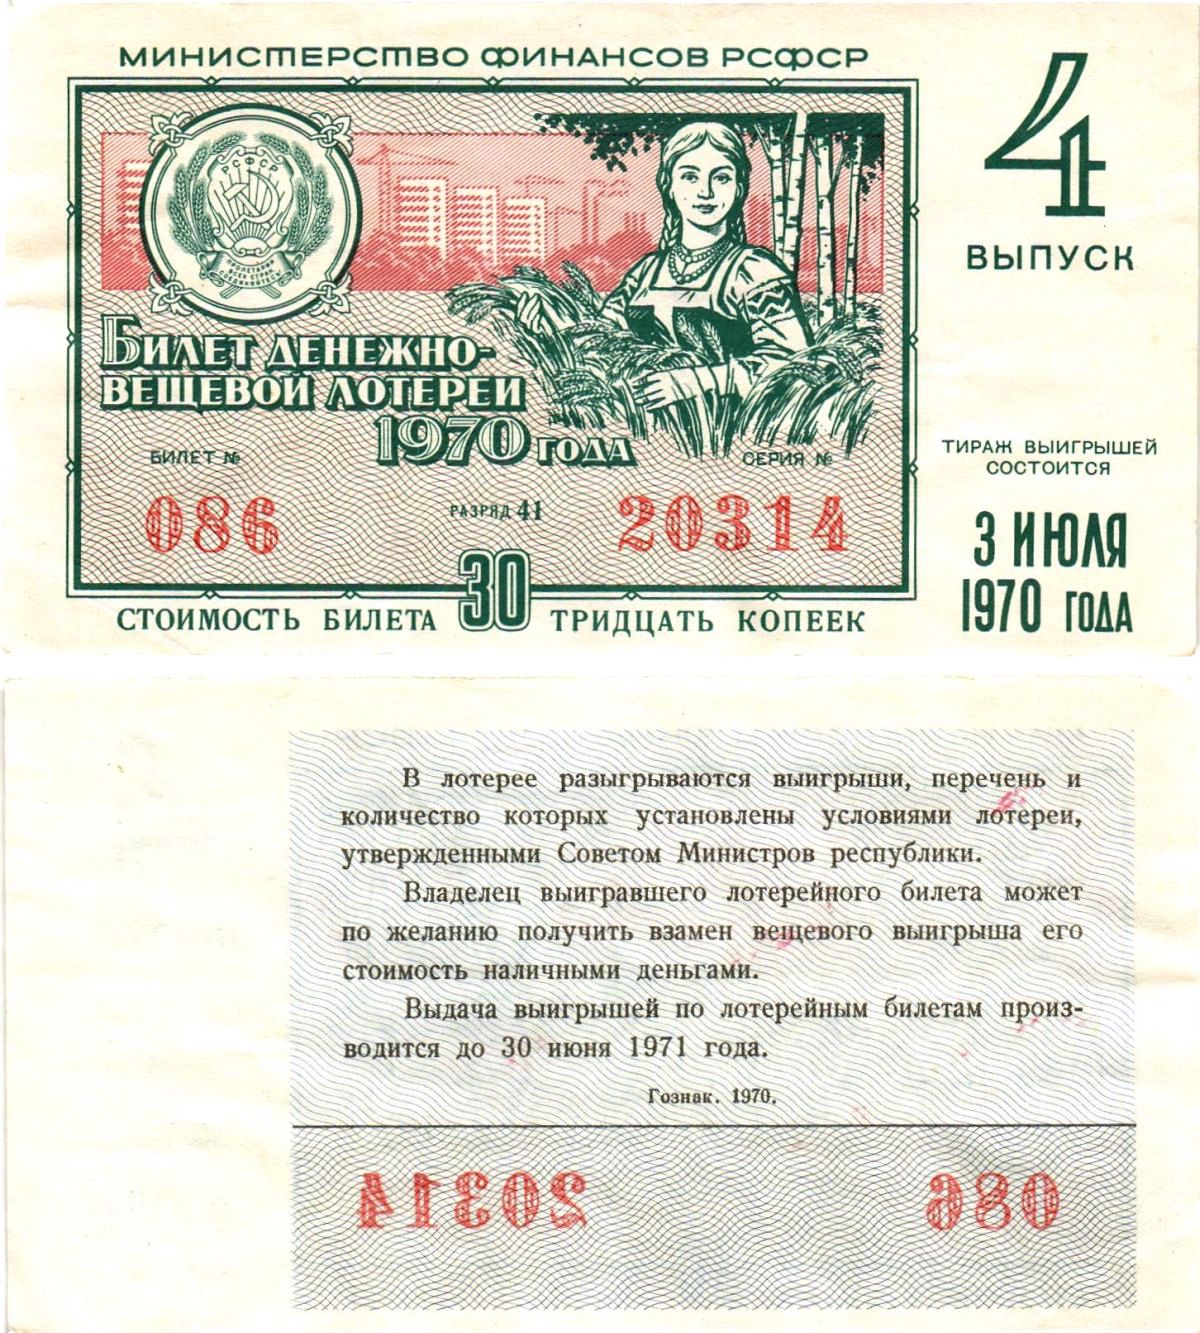 МИНИСТЕРСТВО ФИНАНСОВ РСФСР
4
ВЫПУСК
РСФСР
ПРОЛЕТАРИИ
ВСЕХ СТРАН
СОЕДИНЯЙТЕСЬ
БИЛЕТ ДЕНЕЖНО-
ВЕЩЕВОЙ ЛОТЕРЕИ
1970 ГОДА
БИЛЕТ №
СЕРИЯ №
086
РАЗРЯД 41
20314
ТИРАЖ ВЫИГРЫШЕЙ
СОСТОИТСЯ
3 ИЮЛЯ
1970 ГОДА
СТОИМОСТЬ БИЛЕТА 30 ТРИДЦАТЬ КОПЕЕК
В лотерее разыгрываются выигрыши, перечень и
количество которых установлены условиями лотереи,
утвержденными Советом Министров республики.
Владелец выигравшего лотерейного билета может
по желанию получить взамен вещевого выигрыша его
стоимость наличными деньгами.
Выдача выигрышей по лотерейным билетам произ-
водится до 30 июня 1971 года.
Гознак. 1970.
20314
086